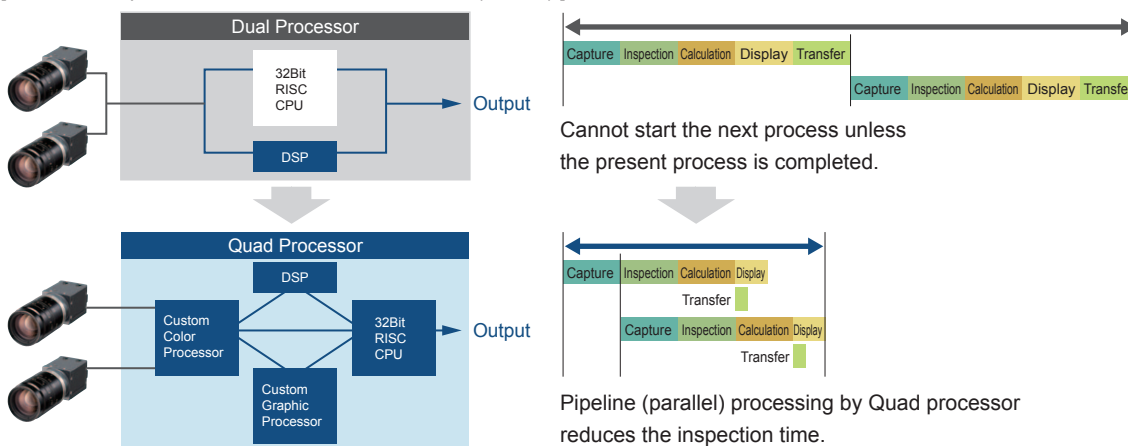 Dual Processor
32Bit
RISC
CPU
DSP
Output
Capture Inspection Calculation Display Transfer
Capture Inspection Calculation Display Transfe
Cannot start the next process unless
the present process is completed.
Quad Processor
DSP
Custom
Color
Processor
32Bit
RISC
CPU
Custom
Graphic
Processor
Output
Capture Inspection Calculation Display
Transfer
Capture Inspection Calculation Display
Transfer
Pipeline (parallel) processing by Quad processor
reduces the inspection time.